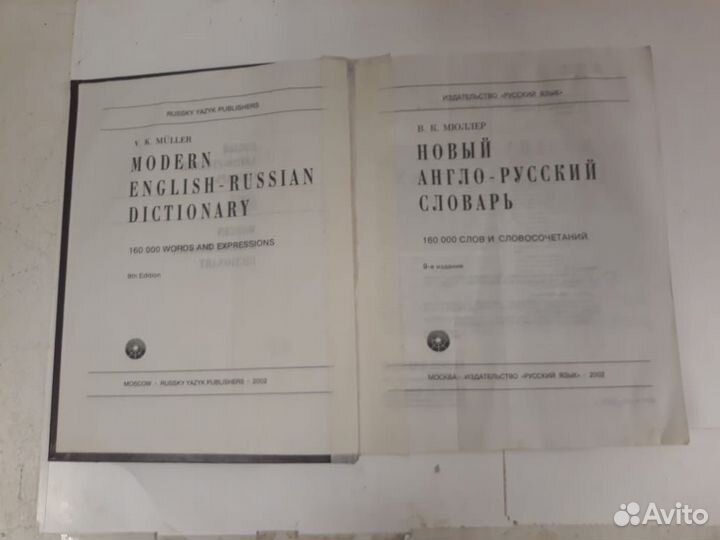 RUSSKY YAZYK PUBLISHERS
V. K. MÜLLER
MODERN
ENGLISH-RUSSIAN
DICTIONARY
160 000 WORDS AND EXPRESSIONS
9th Edition
MOSCOW - RUSSKY YAZYK PUBLISHERS - 2002
ИЗДАТЕЛЬСТВО «РУССКИЙ ЯЗЫК»
В. К. МЮЛЛЕР
НОВЫЙ
АНГЛО-РУССКИЙ
СЛОВАРЬ
160 000 СЛОВ И СЛОВОСОЧЕТАНИЙ
9-е издание
МОСКВА - ИЗДАТЕЛЬСТВО «РУССКИЙ ЯЗЫК» - 2002
Avito